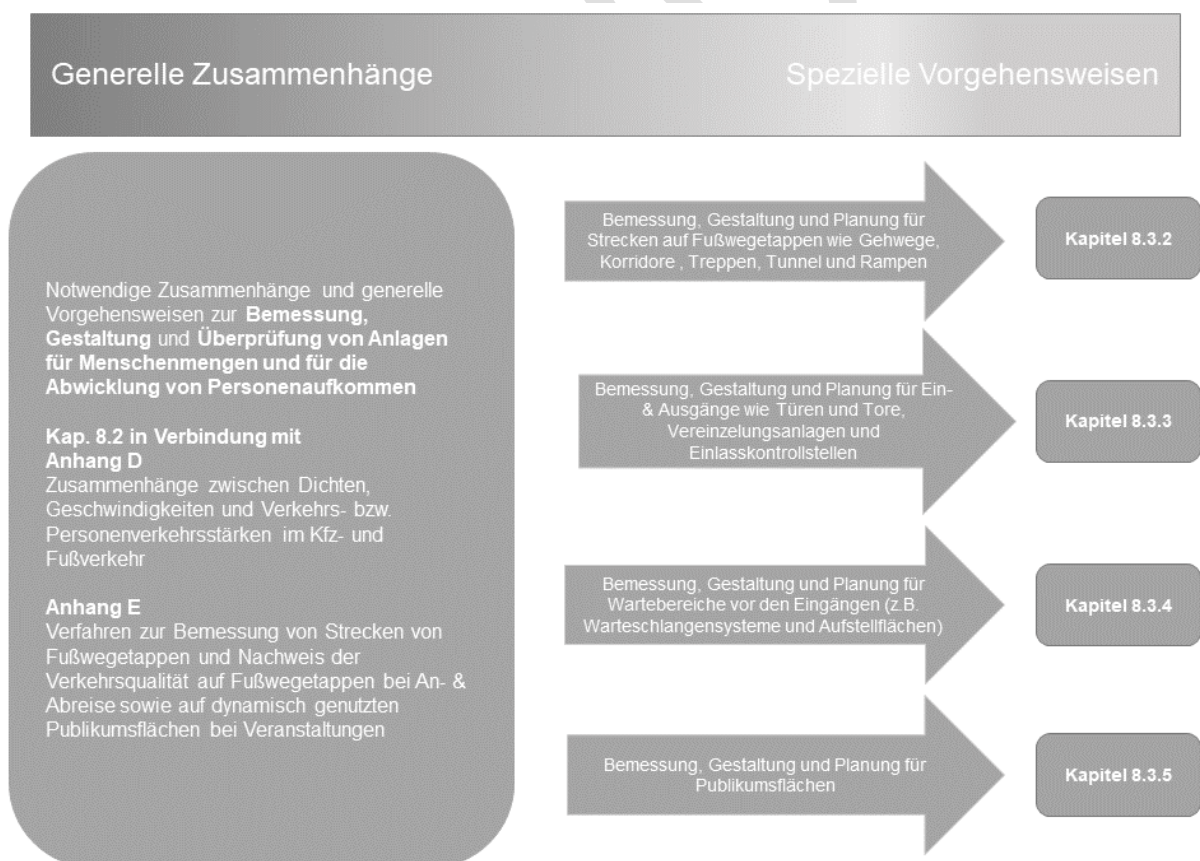 Generelle Zusammenhänge
Spezielle Vorgehensweisen
Notwendige Zusammenhänge und generelle
Vorgehensweisen zur Bemessung,
Gestaltung und Überprüfung von Anlagen
für Menschenmengen und für die
Abwicklung von Personenaufkommen
Kap. 8.2 in Verbindung mit
Anhang D
Zusammenhänge zwischen Dichten,
Geschwindigkeiten und Verkehrs- bzw.
Personenverkehrsstärken im Kfz- und
Fußverkehr
Anhang E
Verfahren zur Bemessung von Strecken von
Fußwegetappen und Nachweis der
Verkehrsqualität auf Fußwegetappen bei An- &
Abreise sowie auf dynamisch genutzten
Publikumsflächen bei Veranstaltungen
Bemessung, Gestaltung und Planung für
Strecken auf Fußwegetappen wie Gehwege,
Korridore , Treppen, Tunnel und Rampen
Kapitel 8.3.2
Bemessung, Gestaltung und Planung für Ein-
& Ausgänge wie Türen und Tore,
Vereinzelungsanlagen und
Einlasskontrollstellen
Kapitel 8.3.3
Bemessung, Gestaltung und Planung für
Wartebereiche vor den Eingängen (z.B.
Warteschlangensysteme und Aufstellflächen)
Kapitel 8.3.4
Bemessung, Gestaltung und Planung für
Publikumsflächen
Kapitel 8.3.5